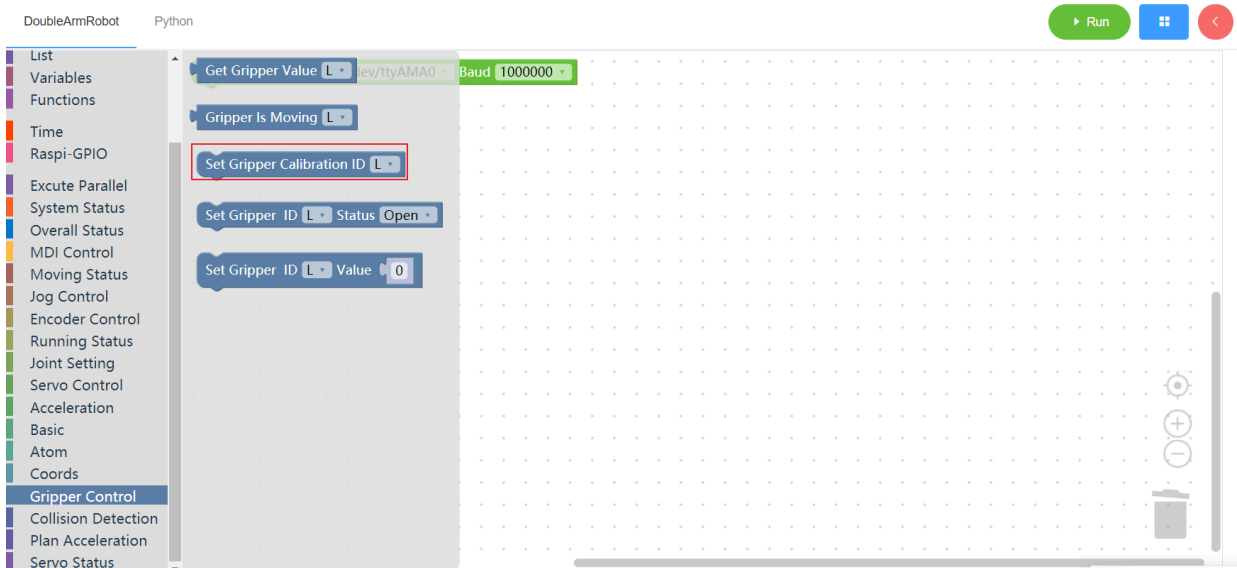 DoubleArmRobot Python Run
List
Variables
Functions
Time
Raspi-GPIO
Excute Parallel
System Status
Overall Status
MDI Control
Moving Status
Jog Control
Encoder Control
Running Status
Joint Setting
Servo Control
Acceleration
Basic
Atom
Coords
Gripper Control
Collision Detection
Plan Acceleration
Servo Status
Get Gripper Value L dev/ttyAMA0 Baud 1000000
Gripper Is Moving L
Set Gripper Calibration ID L
Set Gripper ID L Status Open
Set Gripper ID L Value 0